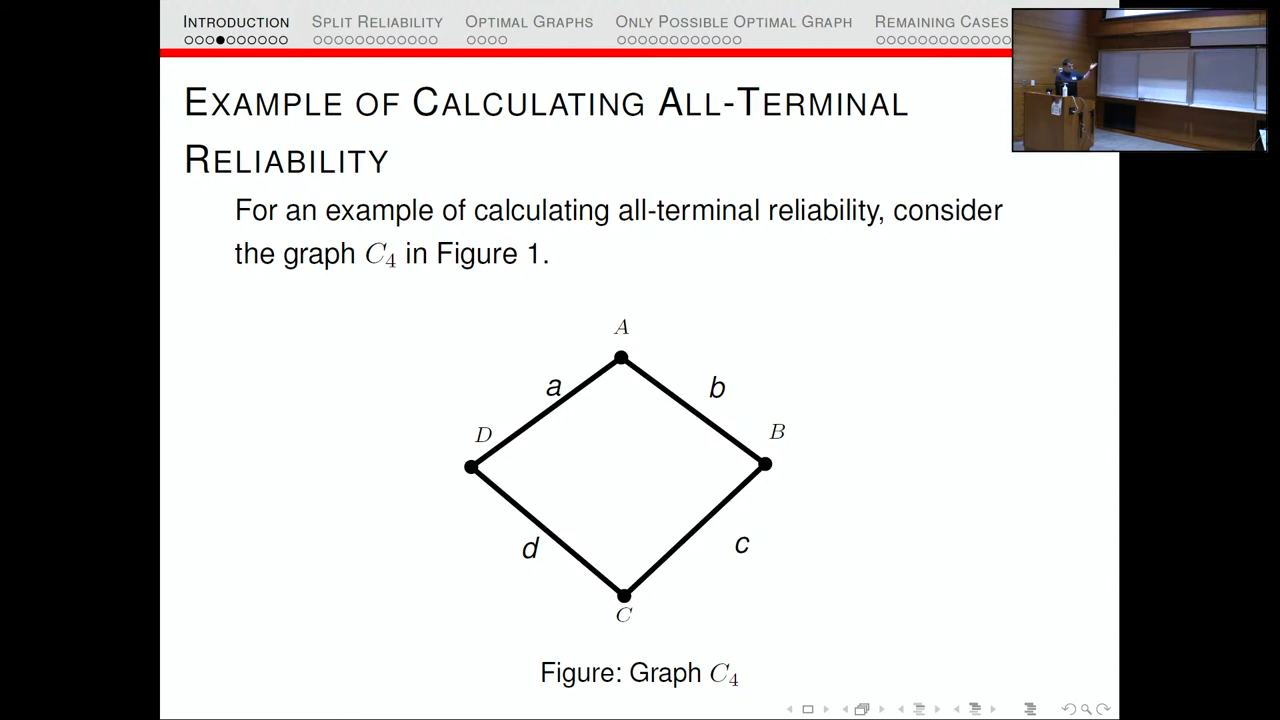 INTRODUCTION SPLIT RELIABILITY OPTIMAL GRAPHS ONLY POSSIBLE OPTIMAL GRAPH REMAINING CASES
EXAMPLE OF CALCULATING ALL-TERMINAL
RELIABILITY
For an example of calculating all-terminal reliability, consider
the graph C4 in Figure 1.
A
a b
D B
d c
C
Figure: Graph C4